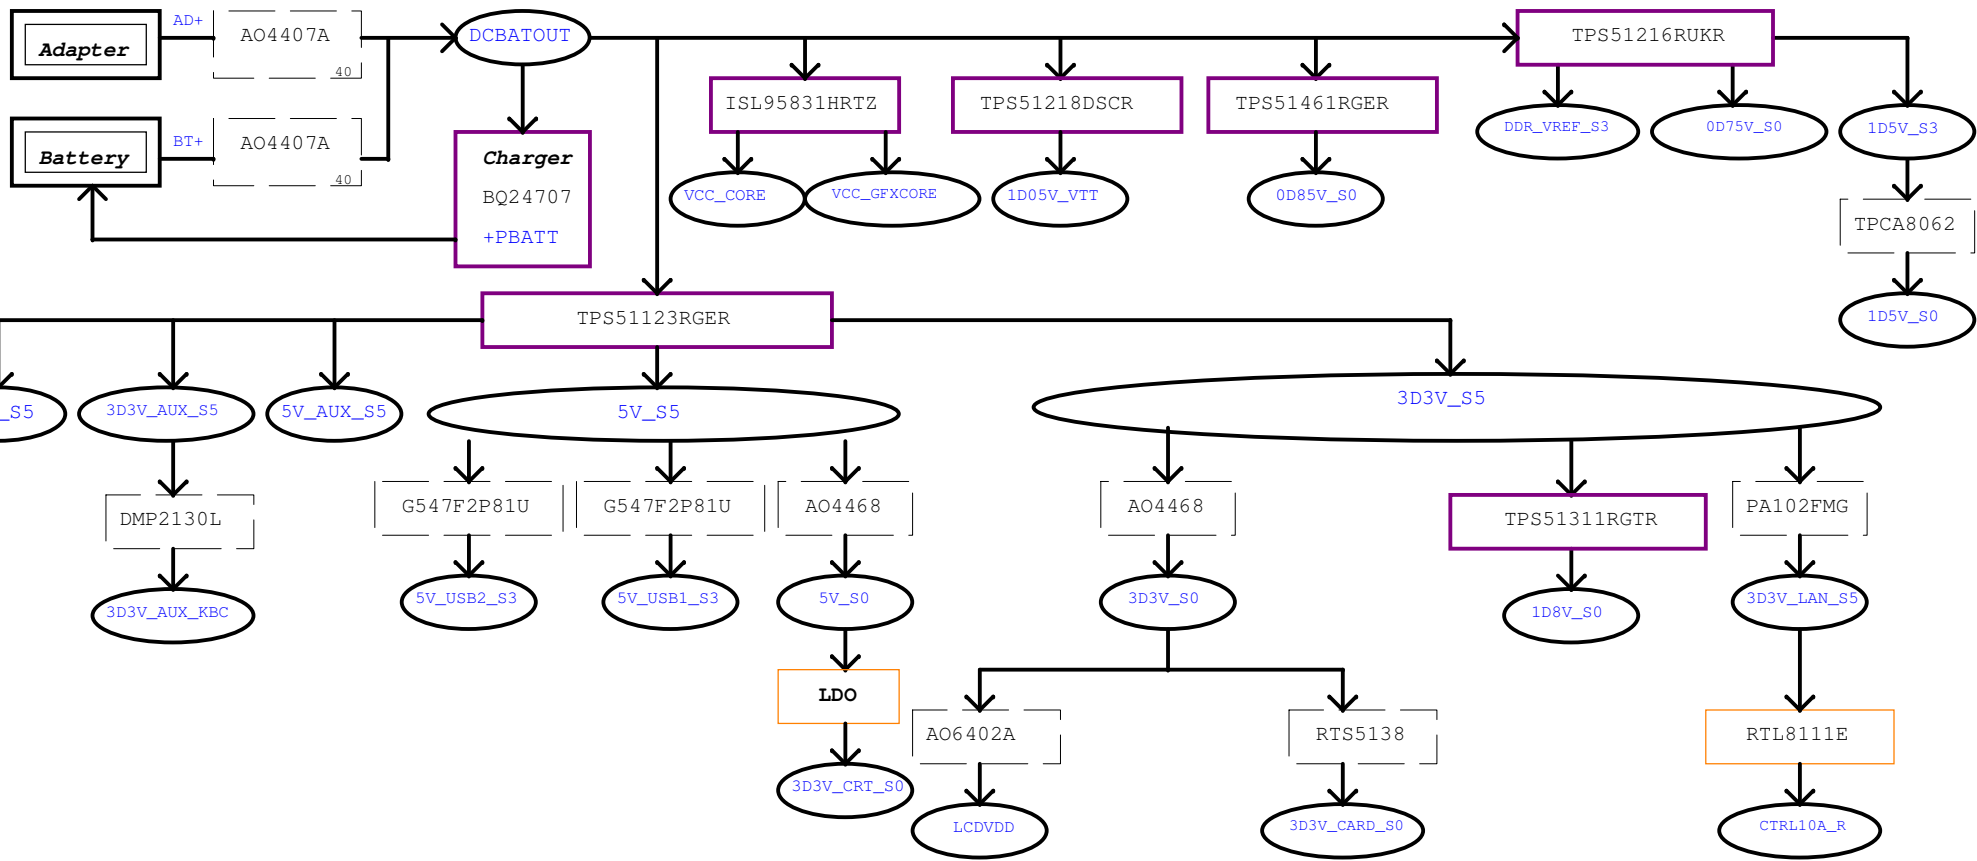 AD+
Adapter
AO4407A
40
DCBATOUT
TPS51216RUKR
BT+
Battery
AO4407A
40
Charger
BQ24707
+PBATT
ISL95831HRTZ
TPS51218DSCR
TPS51461RGER
DDR_VREF_S3
0D75V_S0
1D5V_S3
VCC_CORE
VCC_GFXCORE
1D05V_VTT
0D85V_S0
TPCA8062
1D5V_S0
TPS51123RGER
_S5
3D3V_AUX_S5
5V_AUX_S5
5V_S5
3D3V_S5
DMP2130L
G547F2P81U
G547F2P81U
AO4468
AO4468
TPS51311RGTR
PA102FMG
3D3V_AUX_KBC
5V_USB2_S3
5V_USB1_S3
5V_S0
3D3V_S0
1D8V_S0
3D3V_LAN_S5
LDO
AO6402A
RTS5138
RTL8111E
3D3V_CRT_S0
LCDVDD
3D3V_CARD_S0
CTRL10A_R